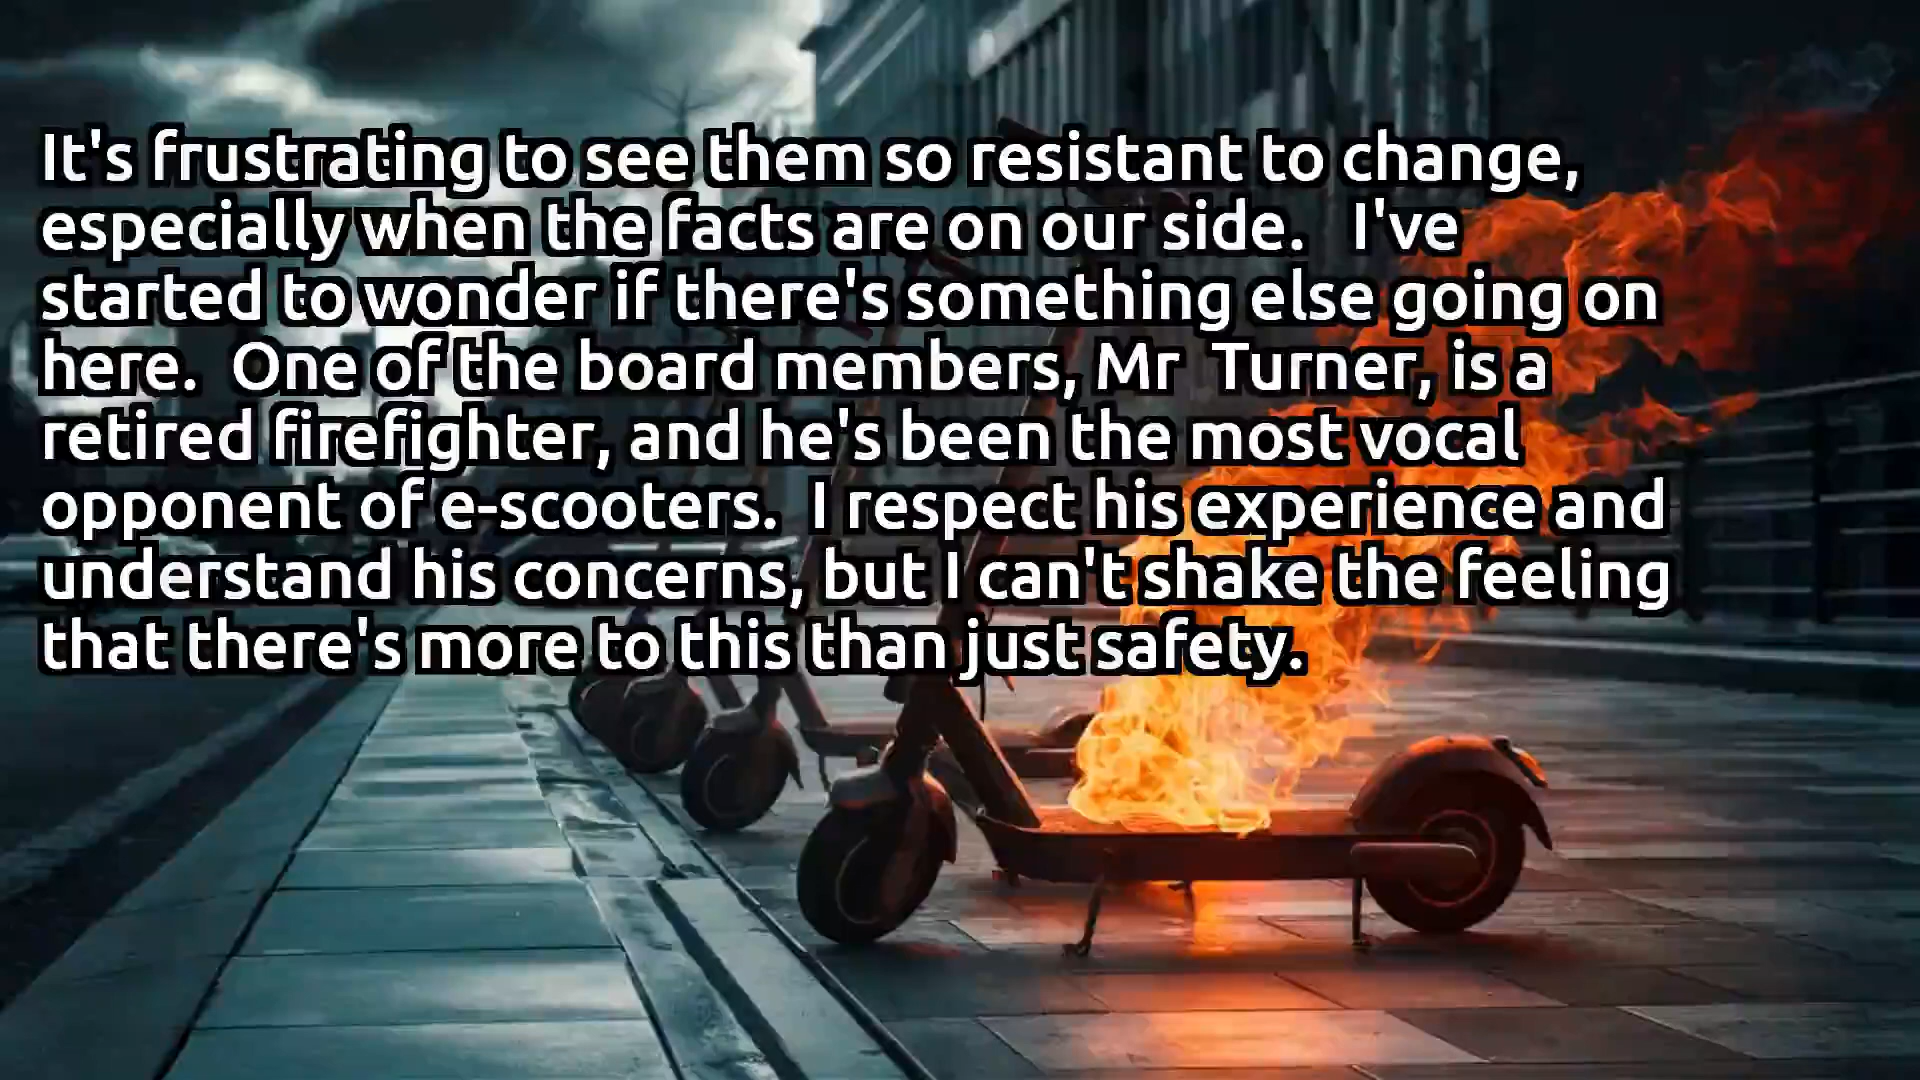 It's frustrating to see them so resistant to change,
especially when the facts are on our side.   I've
started to wonder if there's something else going on
here.  One of the board members, Mr  Turner, is a
retired firefighter, and he's been the most vocal
opponent of e-scooters.  I respect his experience and
understand his concerns, but I can't shake the feeling
that there's more to this than just safety.